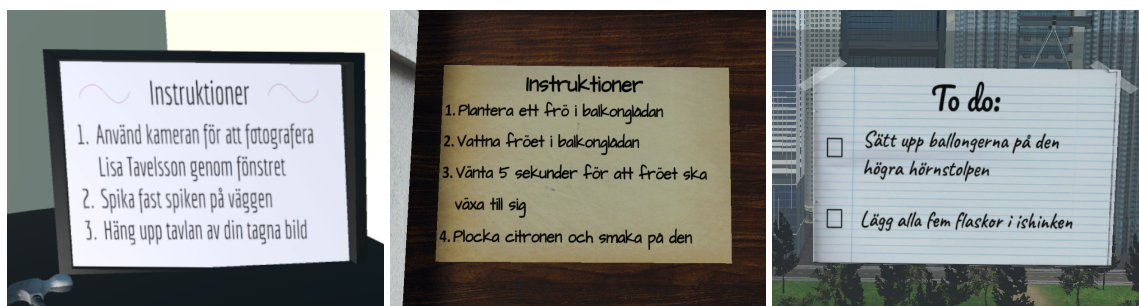 Instruktioner
1. Använd kameran för att fotografera
Lisa Tavelsson genom fönstret
2. Spika fast spiken på väggen
3. Häng upp tavlan av din tagna bild
Instruktioner
1. Plantera ett frö i balkonglådan
2. Vattna fröet i balkonglådan
3. Vänta 5 sekunder för att fröet ska
växa till sig
4. Plocka citronen och smaka på den
To do:
Sätt upp ballongerna på den
högra hörnstolpen
Lägg alla fem flaskor i ishinken